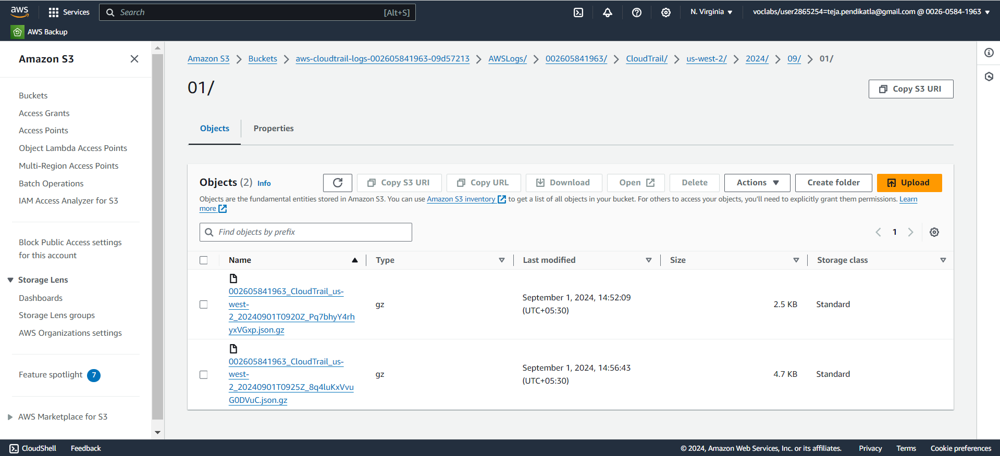 aws
Services
Search
[Alt+S]
N. Virginia
voclabs/user2865254=teja.pendikatla@gmail.com @ 0026-0584-1963
AWS Backup
Amazon S3
Buckets
Access Grants
Access Points
Object Lambda Access Points
Multi-Region Access Points
Batch Operations
IAM Access Analyzer for S3
Block Public Access settings
for this account
Storage Lens
Dashboards
Storage Lens groups
AWS Organizations settings
Feature spotlight 7
AWS Marketplace for S3
Amazon S3 Buckets aws-cloudtrail-logs-002605841963-09d57213 AWSLogs/ 002605841963/ CloudTrail/ us-west-2/ 2024/ 09/ 01/
01/
Copy S3 URI
Objects Properties
Objects (2) Info
Copy S3 URI
Copy URL
Download
Open
Delete
Actions
Create folder
Upload
Objects are the fundamental entities stored in Amazon S3. You can use Amazon S3 inventory to get a list of all objects in your bucket. For others to access your objects, you'll need to explicitly grant them permissions. Learn
more
Find objects by prefix
1
Name Type Last modified Size Storage class
002605841963_CloudTrail_us-
west-
2_20240901T0920Z_Pq7bhyY4rh
yxVGxp.json.gz
gz
September 1, 2024, 14:52:09
(UTC+05:30)
2.5 KB
Standard
002605841963_CloudTrail_us-
west-
2_20240901T0925Z_8q4luKxVvu
G0DVuC.json.gz
gz
September 1, 2024, 14:56:43
(UTC+05:30)
4.7 KB
Standard
CloudShell Feedback
© 2024, Amazon Web Services, Inc. or its affiliates. Privacy Terms Cookie preferences